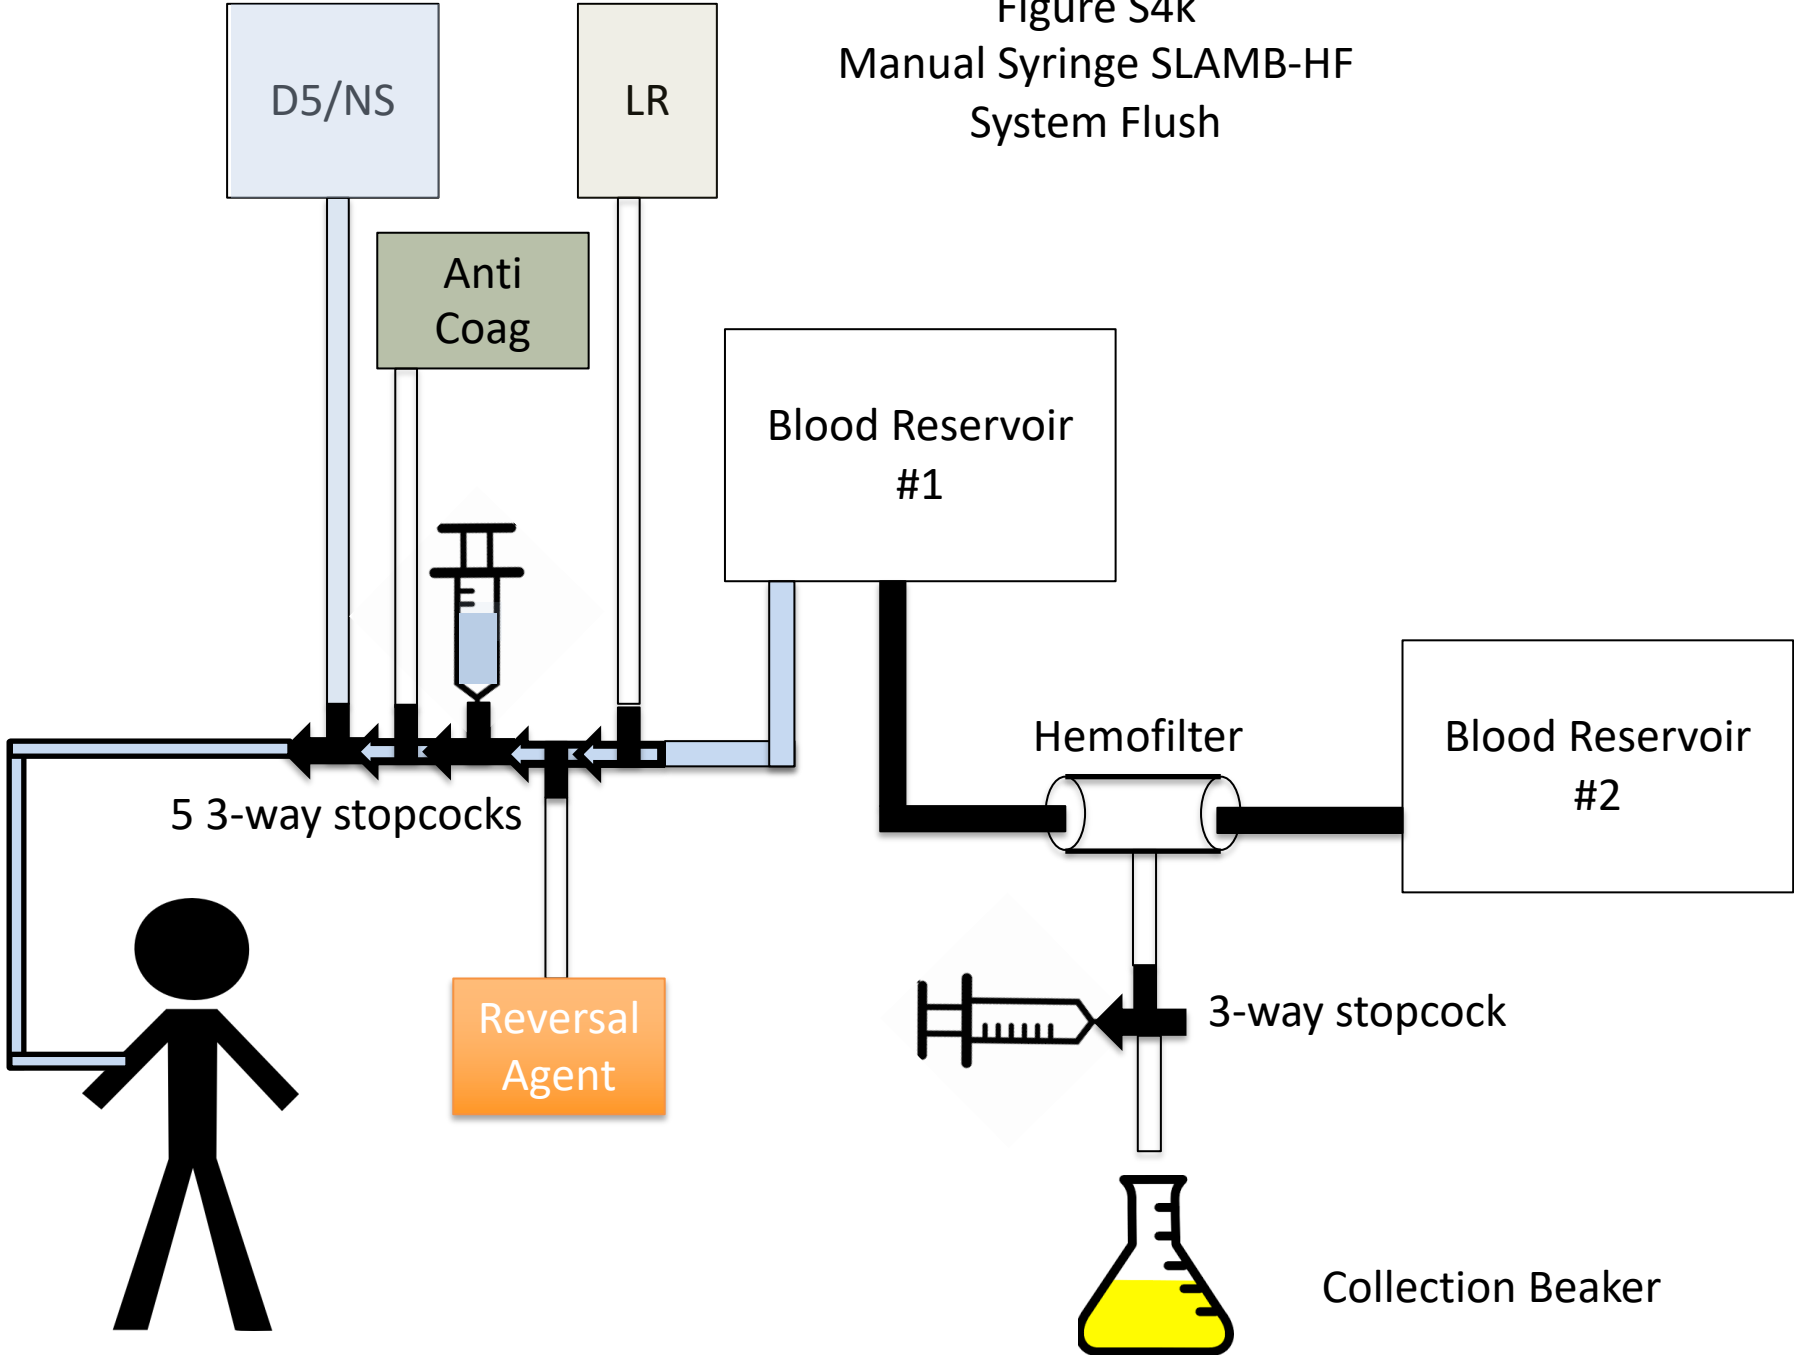 Figure S4k
Manual Syringe SLAMB-HF
System Flush
D5/NS
LR
Anti
Coag
Blood Reservoir
#1
Hemofilter
Blood Reservoir
#2
5 3-way stopcocks
Reversal
Agent
3-way stopcock
Collection Beaker